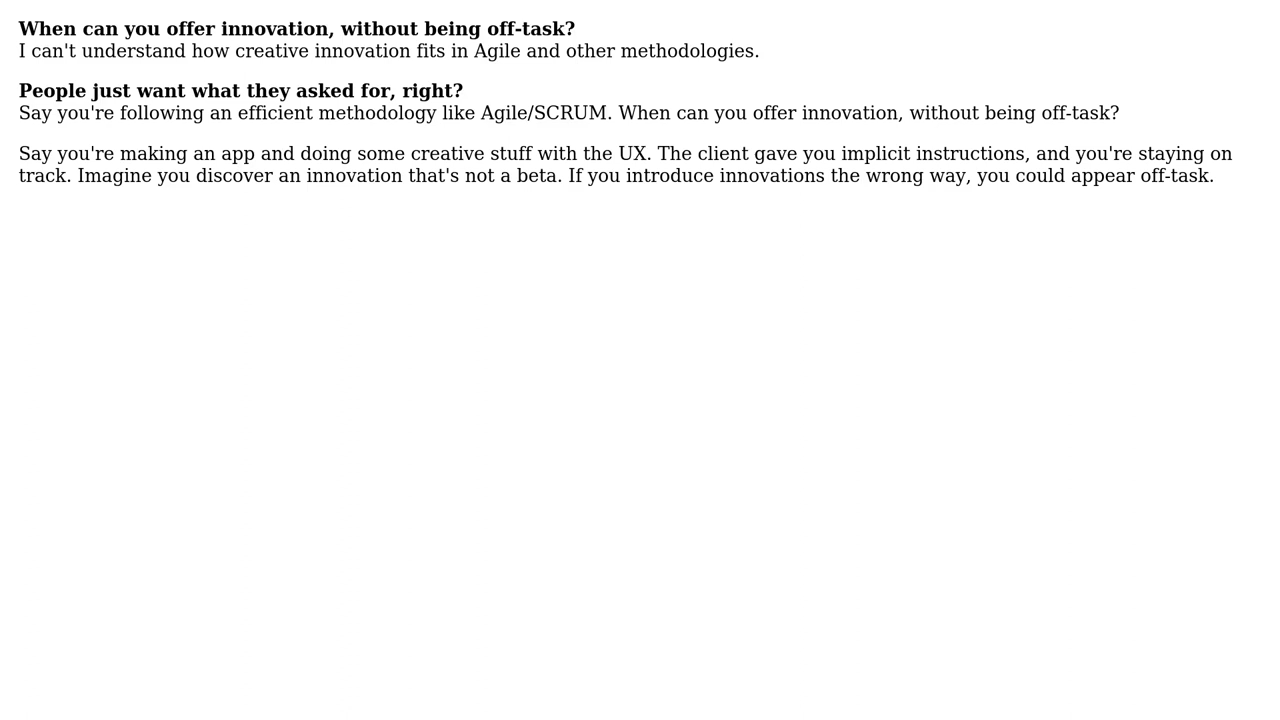 When can you offer innovation, without being off-task?
I can't understand how creative innovation fits in Agile and other methodologies.
People just want what they asked for, right?
Say you're following an efficient methodology like Agile/SCRUM. When can you offer innovation, without being off-task?
Say you're making an app and doing some creative stuff with the UX. The client gave you implicit instructions, and you're staying on
track. Imagine you discover an innovation that's not a beta. If you introduce innovations the wrong way, you could appear off-task.